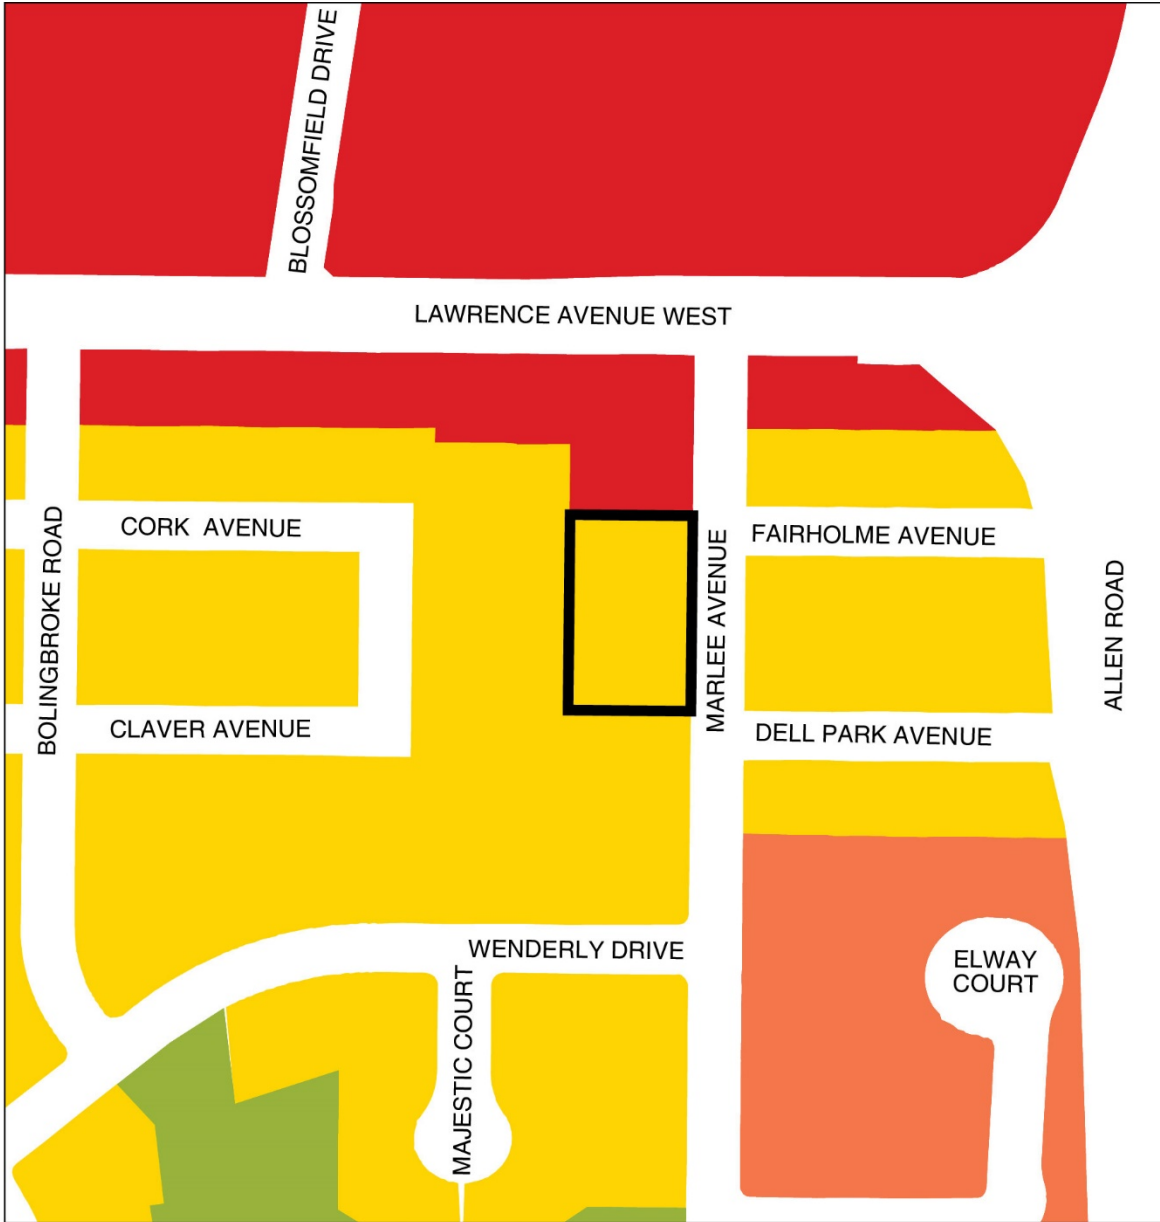 BLOSSOMFIELD DRIVE
LAWRENCE AVENUE WEST
CORK AVENUE
FAIRHOLME AVENUE
BOLINGBROKE ROAD
MARLEE AVENUE
ALLEN ROAD
CLAVER AVENUE
DELL PARK AVENUE
WENDERLY DRIVE
ELWAY
COURT
MAJESTIC COURT